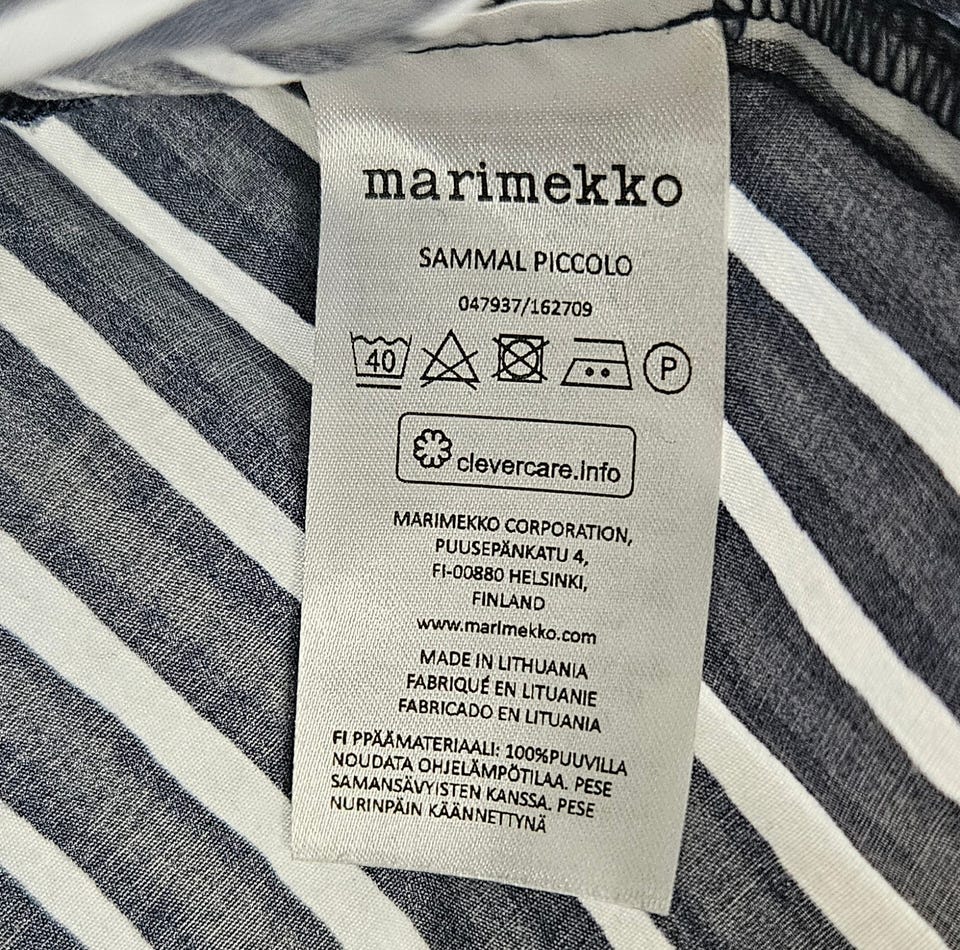 marimekko
SAMMAL PICCOLO
047937/162709
40 P
clevercare.info
MARIMEKKO CORPORATION,
PUUSEPÄNKATU 4,
FI-00880 HELSINKI,
FINLAND
www.marimekko.com
MADE IN LITHUANIA
FABRIQUÉ EN LITUANIE
FABRICADO EN LITUANIA
FI PPÄÄMATERIAALI: 100%PUUVILLA
NOUDATA OHJELÄMPÖTILAA. PESE
SAMANSÄVYISTEN KANSSA. PESE
NURINPÄIN KÄÄNNETTYNÄ